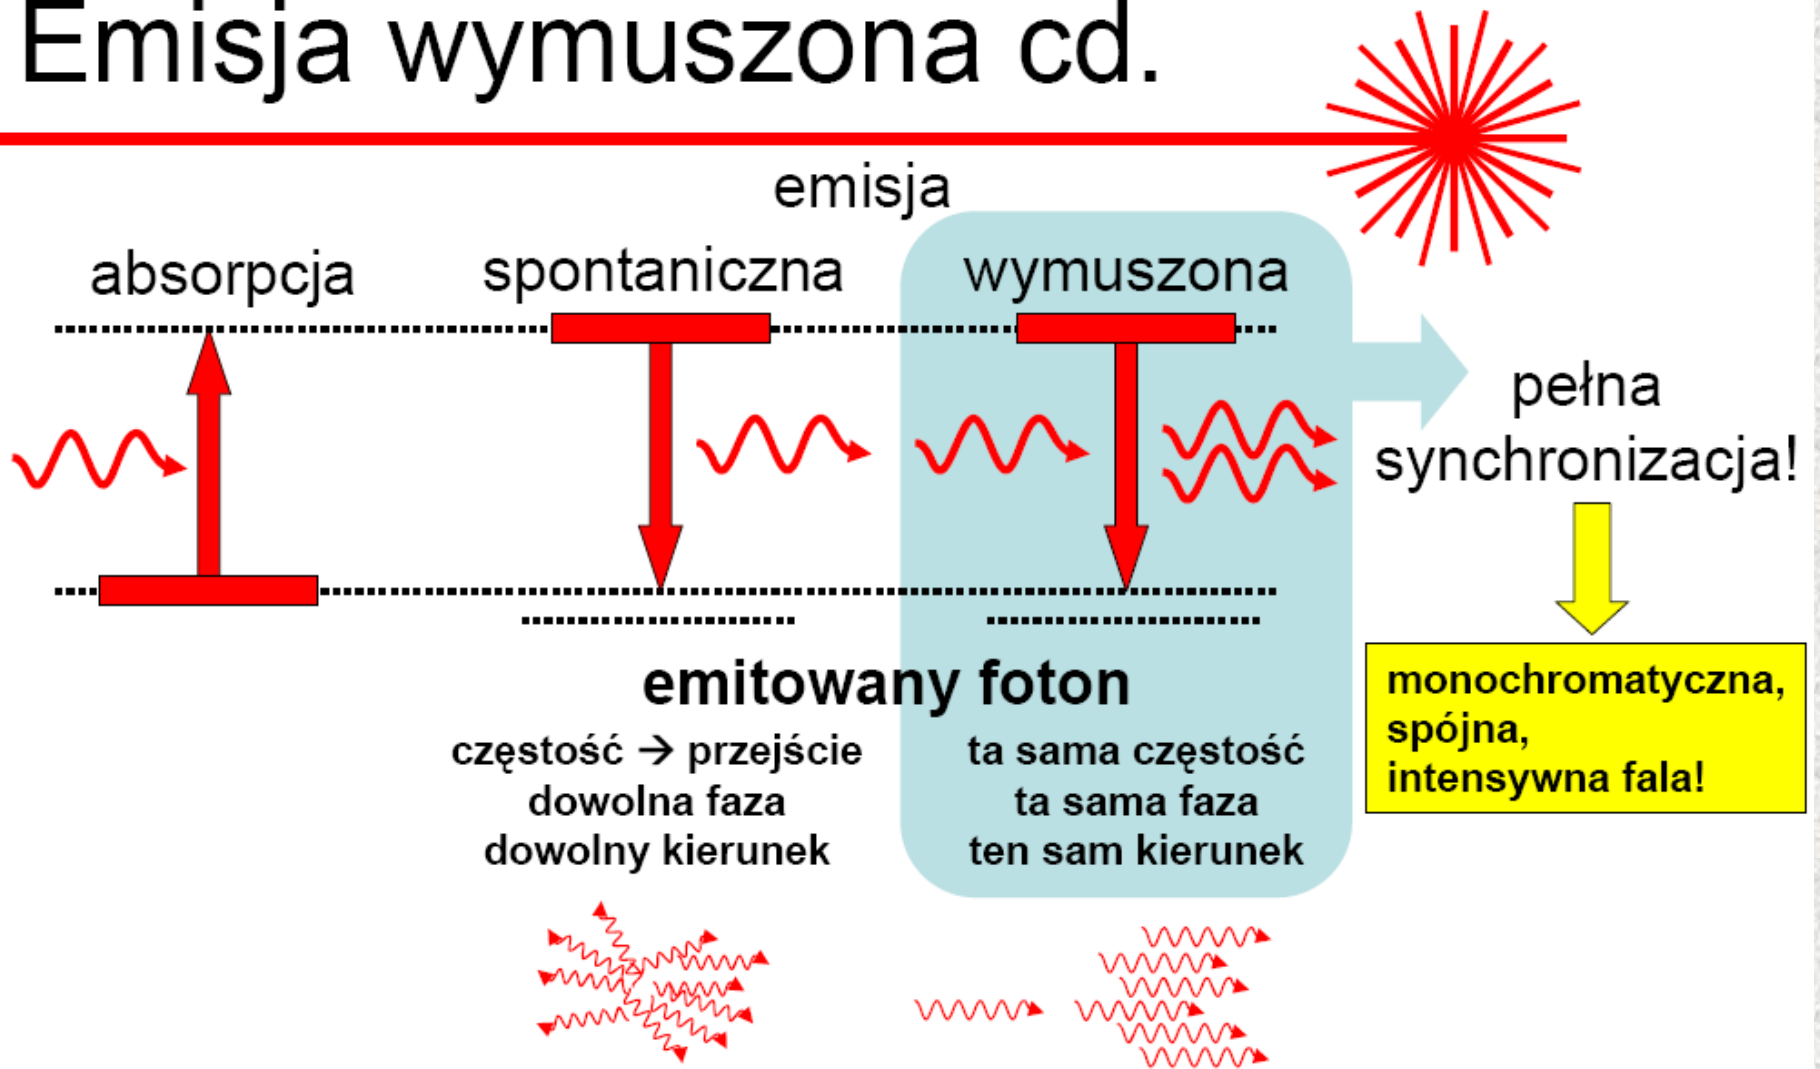 Emisja wymuszona cd.
emisja
absorpcja
spontaniczna
wymuszona
pełna
synchronizacja!
emitowany foton
częstość → przejście
dowolna faza
dowolny kierunek
ta sama częstość
ta sama faza
ten sam kierunek
monochromatyczna,
spójna,
intensywna fala!